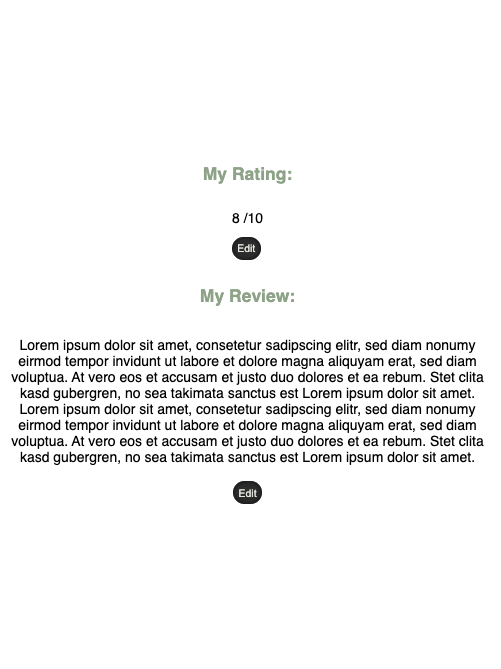 My Rating:
8 /10
Edit
My Review:
Lorem ipsum dolor sit amet, consetetur sadipscing elitr, sed diam nonumy
eirmod tempor invidunt ut labore et dolore magna aliquyam erat, sed diam
voluptua. At vero eos et accusam et justo duo dolores et ea rebum. Stet clita
kasd gubergren, no sea takimata sanctus est Lorem ipsum dolor sit amet.
Lorem ipsum dolor sit amet, consetetur sadipscing elitr, sed diam nonumy
eirmod tempor invidunt ut labore et dolore magna aliquyam erat, sed diam
voluptua. At vero eos et accusam et justo duo dolores et ea rebum. Stet clita
kasd gubergren, no sea takimata sanctus est Lorem ipsum dolor sit amet.
Edit